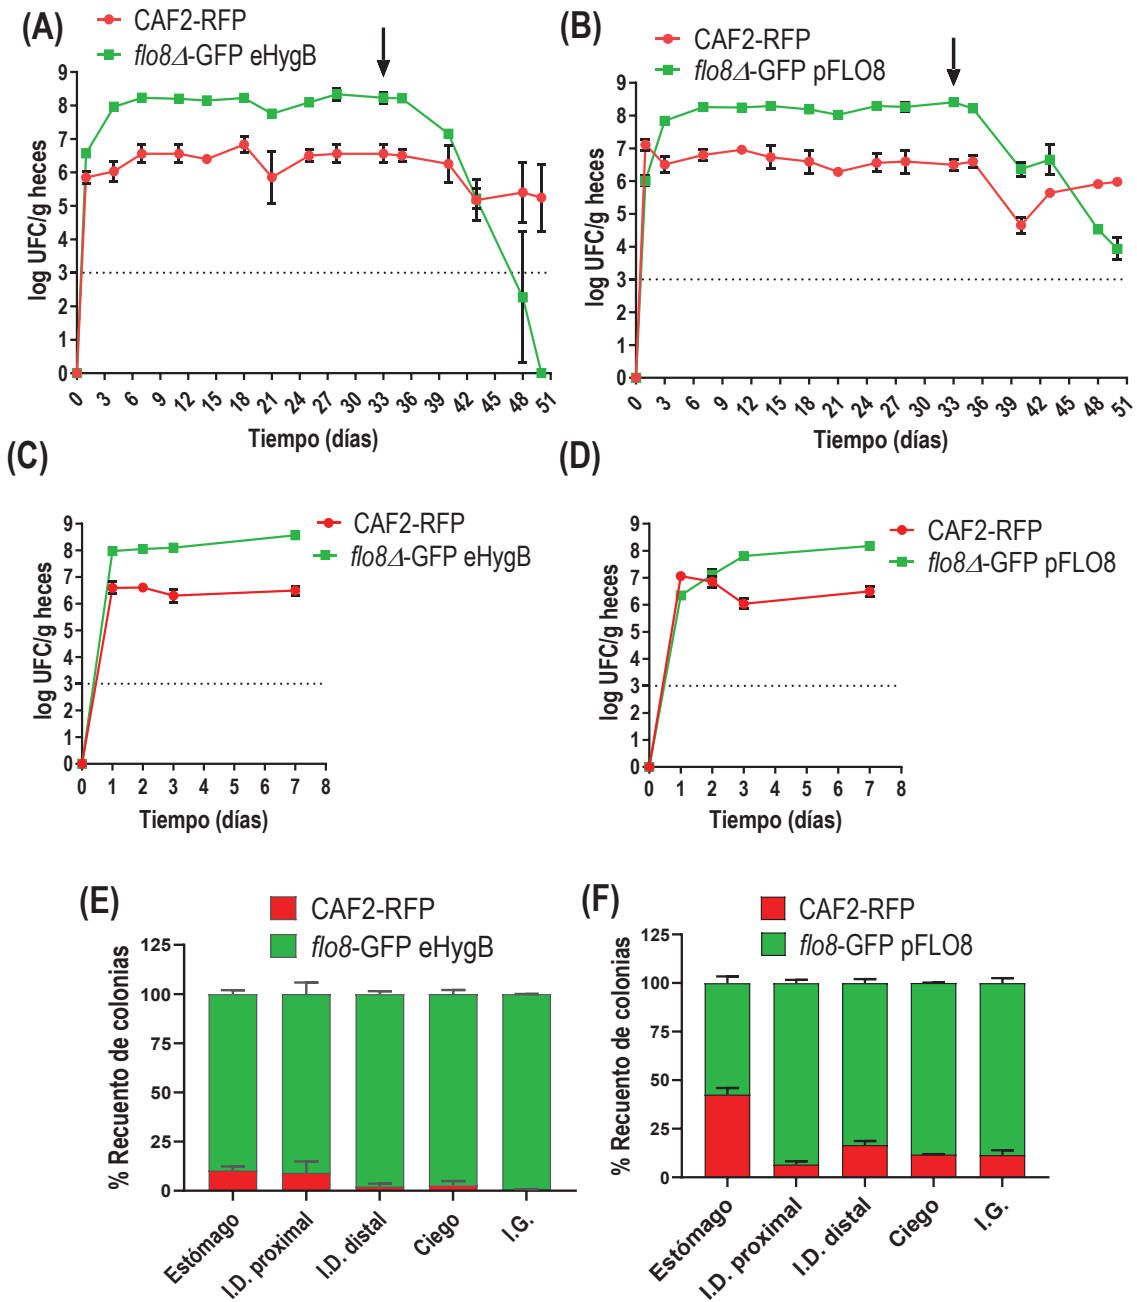 (A)
CAF2-RFP
flo8Δ-GFP eHygB
log UFC/g heces
9
8
7
6
5
4
3
2
1
0
0 3 6 9 12 15 18 21 24 27 30 33 36 39 42 45 48 51
Tiempo (días)
(B)
CAF2-RFP
flo8Δ-GFP pFLO8
log UFC/g heces
9
8
7
6
5
4
3
2
1
0
0 3 6 9 12 15 18 21 24 27 30 33 36 39 42 45 48 51
Tiempo (días)
(C)
CAF2-RFP
flo8Δ-GFP eHygB
log UFC/g heces
9
8
7
6
5
4
3
2
1
0
0 1 2 3 4 5 6 7 8
Tiempo (días)
(D)
CAF2-RFP
flo8Δ-GFP pFLO8
log UFC/g heces
9
8
7
6
5
4
3
2
1
0
0 1 2 3 4 5 6 7 8
Tiempo (días)
(E)
CAF2-RFP
flo8-GFP eHygB
% Recuento de colonias
125
100
75
50
25
0
Estómago I.D. proximal I.D. distal Ciego I.G.
(F)
CAF2-RFP
flo8-GFP pFLO8
% Recuento de colonias
125
100
75
50
25
0
Estómago I.D. proximal I.D. distal Ciego I.G.